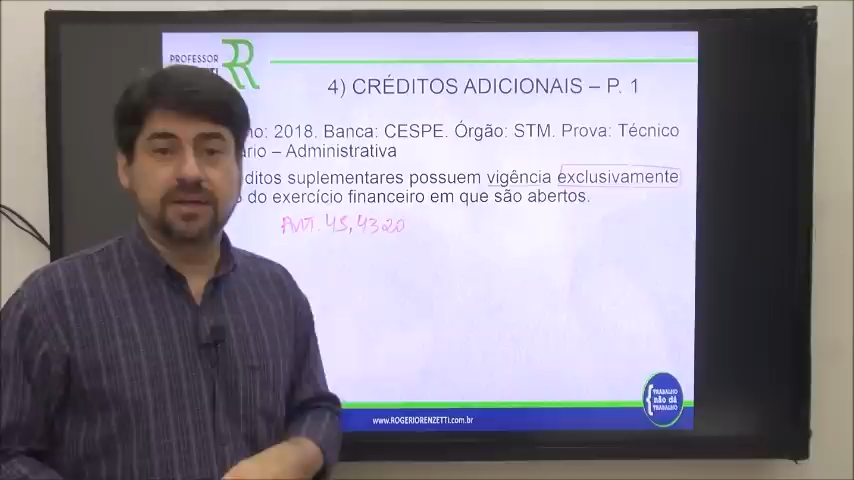 PROFESSOR
4) CRÉDITOS ADICIONAIS – P. 1
no: 2018. Banca: CESPE. Órgão: STM. Prova: Técnico
ário – Administrativa
ditos suplementares possuem vigência exclusivamente
o do exercício financeiro em que são abertos.
ART. 45, 4320
TRABALHO
NÃO DÁ
TRABALHO
www.ROGERIORENZETTI.com.br